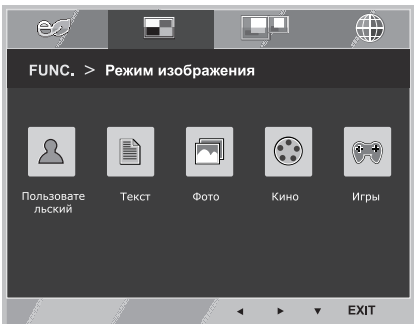 FUNC. > Режим изображения
Пользовате
льский
Текст
Фото
Кино
Игры
EXIT